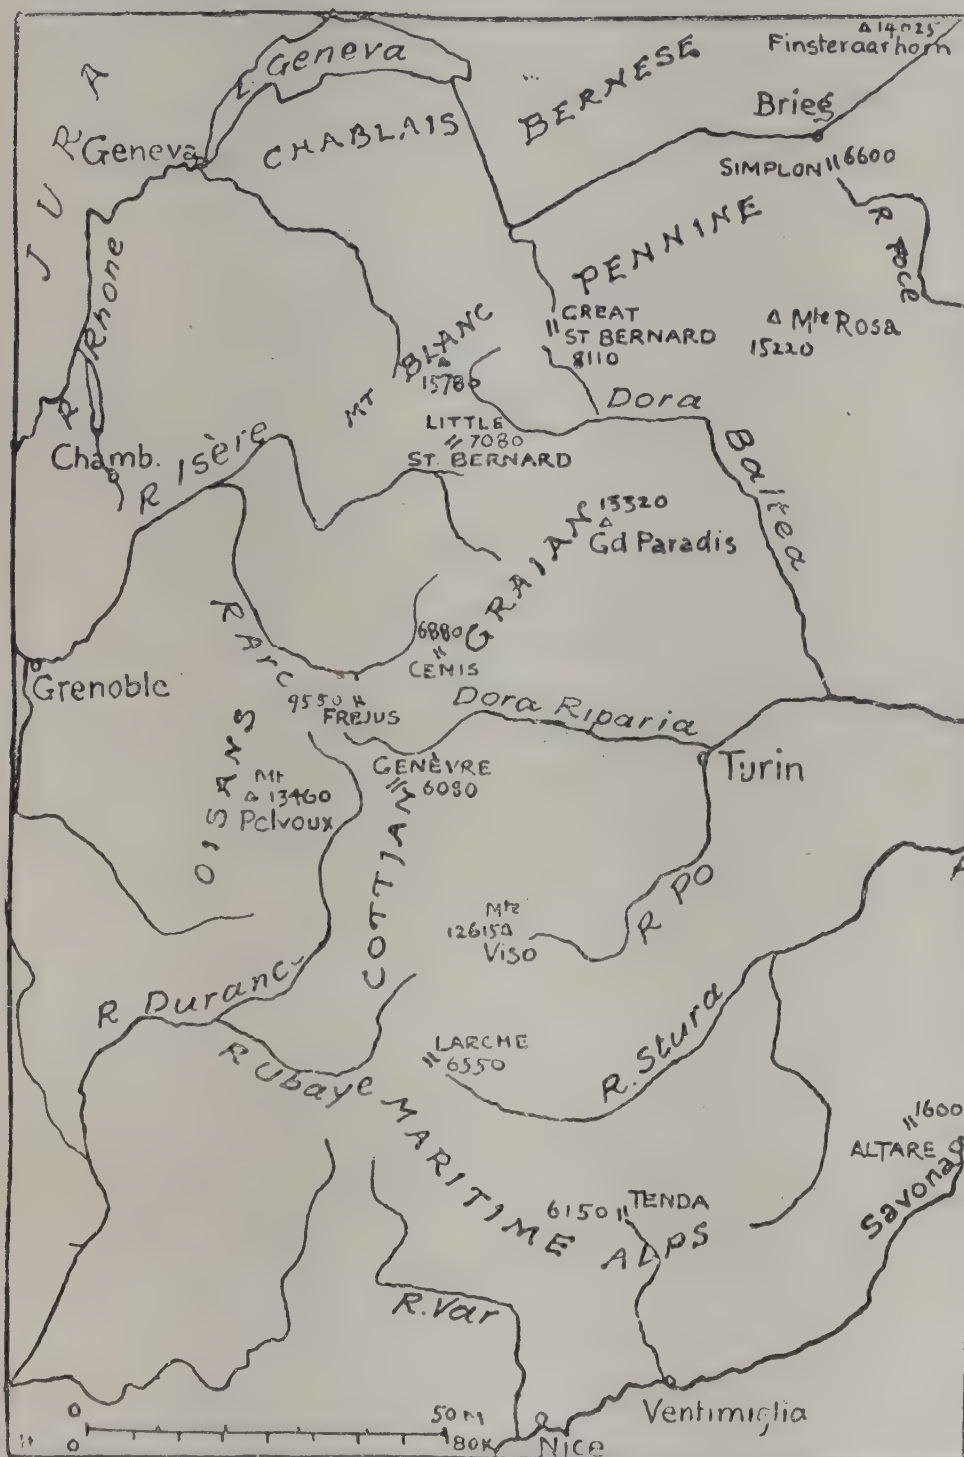 △ 14025
Finsteraarhorn
L. Geneva
BERNESE
JURA
CHABLAIS
Brieg
Geneva
SIMPLON 6600
PENNINE
R Toce
R Rhone
GREAT
ST BERNARD
8110
△ Mte Rosa
15220
MT BLANC
△
15780
Dora Baltea
LITTLE
7080
ST. BERNARD
Chamb.
R Isère
13320
△
Gd Paradis
GRAIAN
R Arc
6880
CENIS
Grenoble
9550
FREJUS
Dora Riparia
OISANS
GENÈVRE
6080
Turin
Mt
△ 13460
Pelvoux
COTTIAN
R PO
Mte
12615 △
Viso
R Duranc.
R Ubaye
LARCHE
6550
R. Stura
MARITIME ALPS
1600
ALTARE
Savona
6150 TENDA
R. Var
0 50 M
0 80K
Ventimiglia
Nice